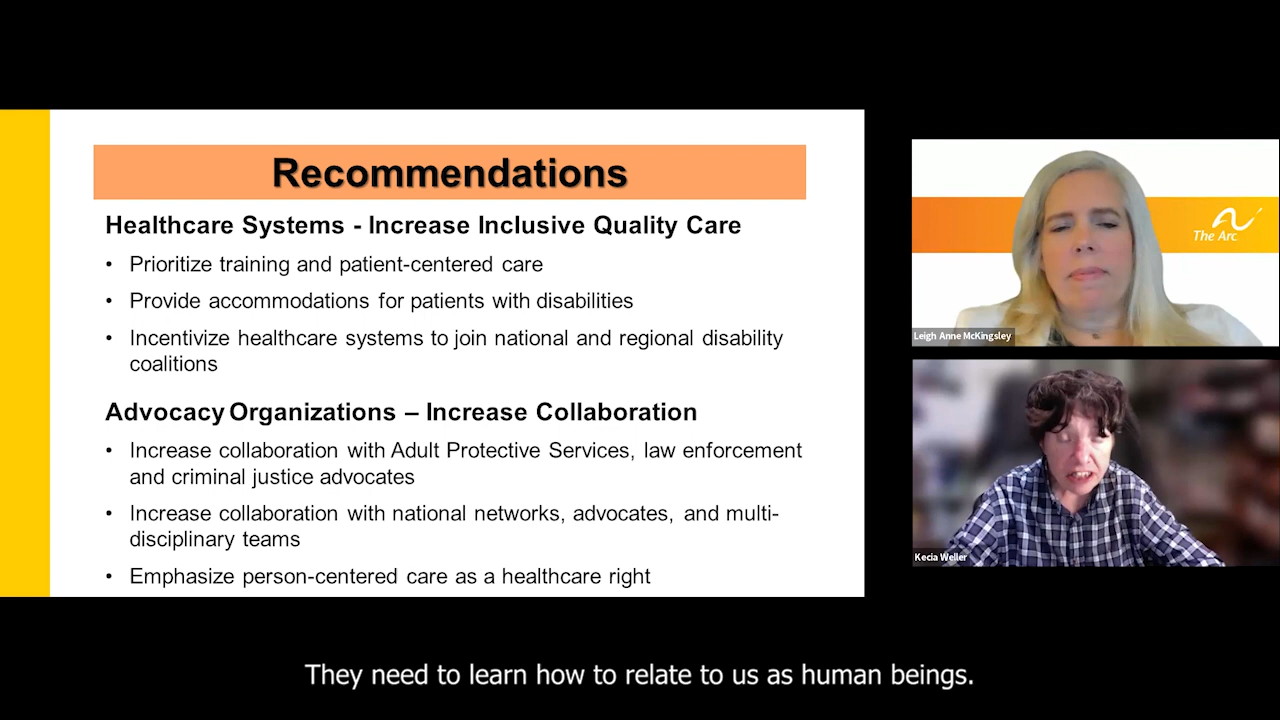 Recommendations
Healthcare Systems - Increase Inclusive Quality Care
• Prioritize training and patient-centered care
• Provide accommodations for patients with disabilities
• Incentivize healthcare systems to join national and regional disability
coalitions
Advocacy Organizations – Increase Collaboration
• Increase collaboration with Adult Protective Services, law enforcement
and criminal justice advocates
• Increase collaboration with national networks, advocates, and multi-
disciplinary teams
• Emphasize person-centered care as a healthcare right
The Arc
Leigh Anne McKingsley
Kecia Weller
They need to learn how to relate to us as human beings.